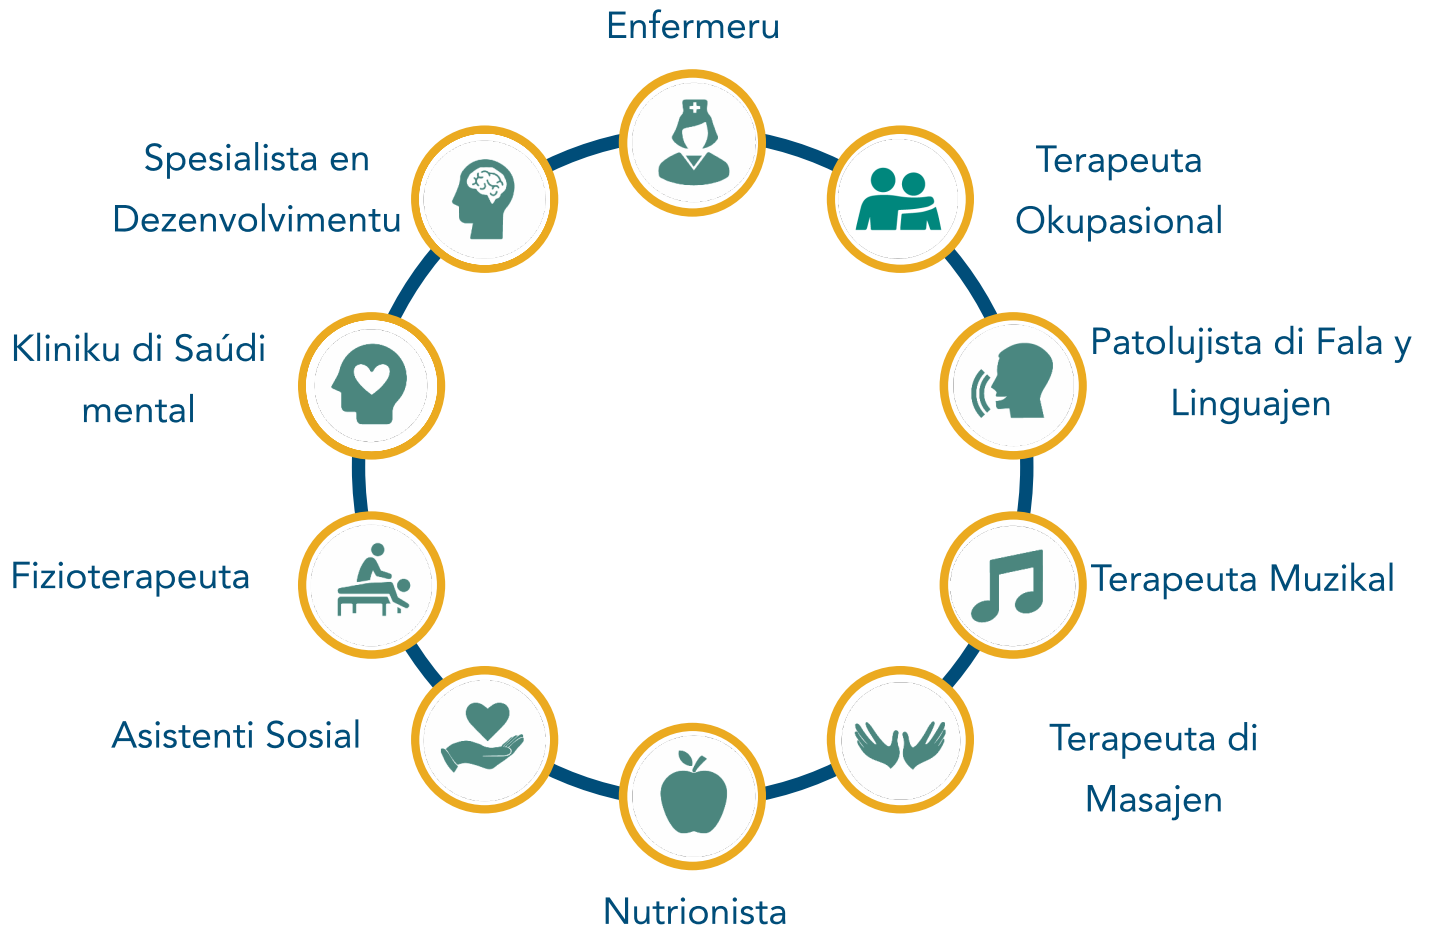 Enfermeru
Terapeuta
Okupasional
Patolujista di Fala y
Linguajen
Terapeuta Muzikal
Terapeuta di
Masajen
Nutrionista
Asistenti Sosial
Fizioterapeuta
Kliniku di Saúdi
mental
Spesialista en
Dezenvolvimentu